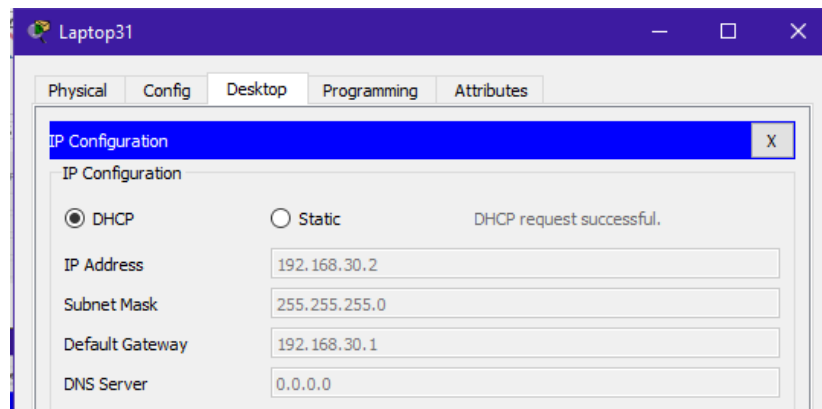 Laptop31
Physical Config Desktop Programming Attributes
IP Configuration X
IP Configuration
DHCP Static DHCP request successful.
IP Address 192.168.30.2
Subnet Mask 255.255.255.0
Default Gateway 192.168.30.1
DNS Server 0.0.0.0